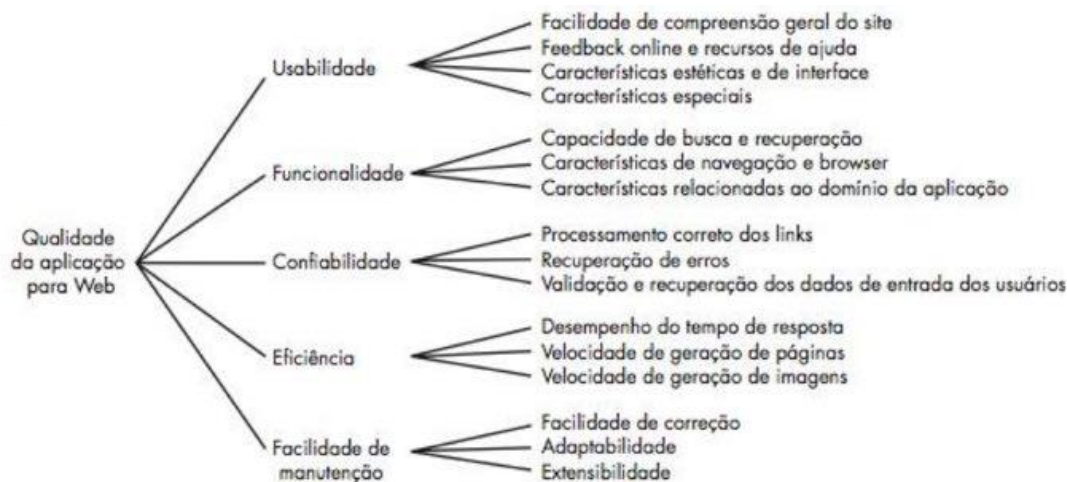 Qualidade
da aplicação
para Web
Usabilidade
Facilidade de compreensão geral do site
Feedback online e recursos de ajuda
Características estéticas e de interface
Características especiais
Funcionalidade
Capacidade de busca e recuperação
Características de navegação e browser
Características relacionadas ao domínio da aplicação
Confiabilidade
Processamento correto dos links
Recuperação de erros
Validação e recuperação dos dados de entrada dos usuários
Eficiência
Desempenho do tempo de resposta
Velocidade de geração de páginas
Velocidade de geração de imagens
Facilidade de
manutenção
Facilidade de correção
Adaptabilidade
Extensibilidade